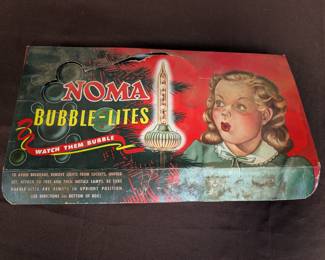 NOMA
BUBBLE-LITES
WATCH THEM BUBBLE
TO AVOID BREAKAGE, REMOVE LIGHTS FROM SOCKETS, UNWIND
SET, ATTACH TO TREE AND THEN INSTALL LAMPS. BE SURE
BUBBLE-LITES ARE ALWAYS IN UPRIGHT POSITION
(SEE DIRECTIONS ON BOTTOM OF BOX)